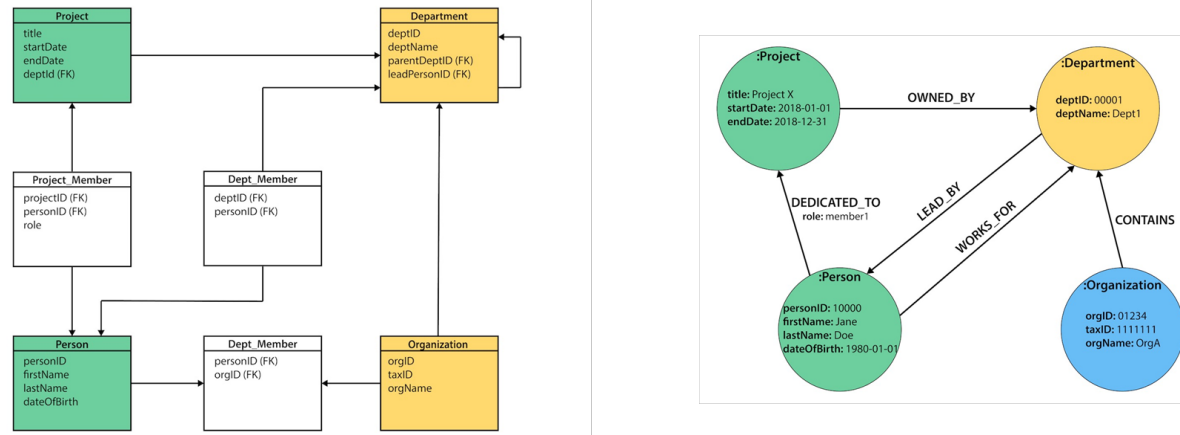 Project
title
startDate
endDate
deptId (FK)
Department
deptID
deptName
parentDeptID (FK)
leadPersonID (FK)
Project_Member
projectID (FK)
personID (FK)
role
Dept_Member
deptID (FK)
personID (FK)
Person
personID
firstName
lastName
dateOfBirth
Dept_Member
personID (FK)
orgID (FK)
Organization
orgID
taxID
orgName
:Project
title: Project X
startDate: 2018-01-01
endDate: 2018-12-31
OWNED_BY
:Department
deptID: 00001
deptName: Dept1
DEDICATED_TO
role: member1
LEAD_BY
WORKS_FOR
CONTAINS
:Person
personID: 10000
firstName: Jane
lastName: Doe
dateOfBirth: 1980-01-01
:Organization
orgID: 01234
taxID: 1111111
orgName: OrgA